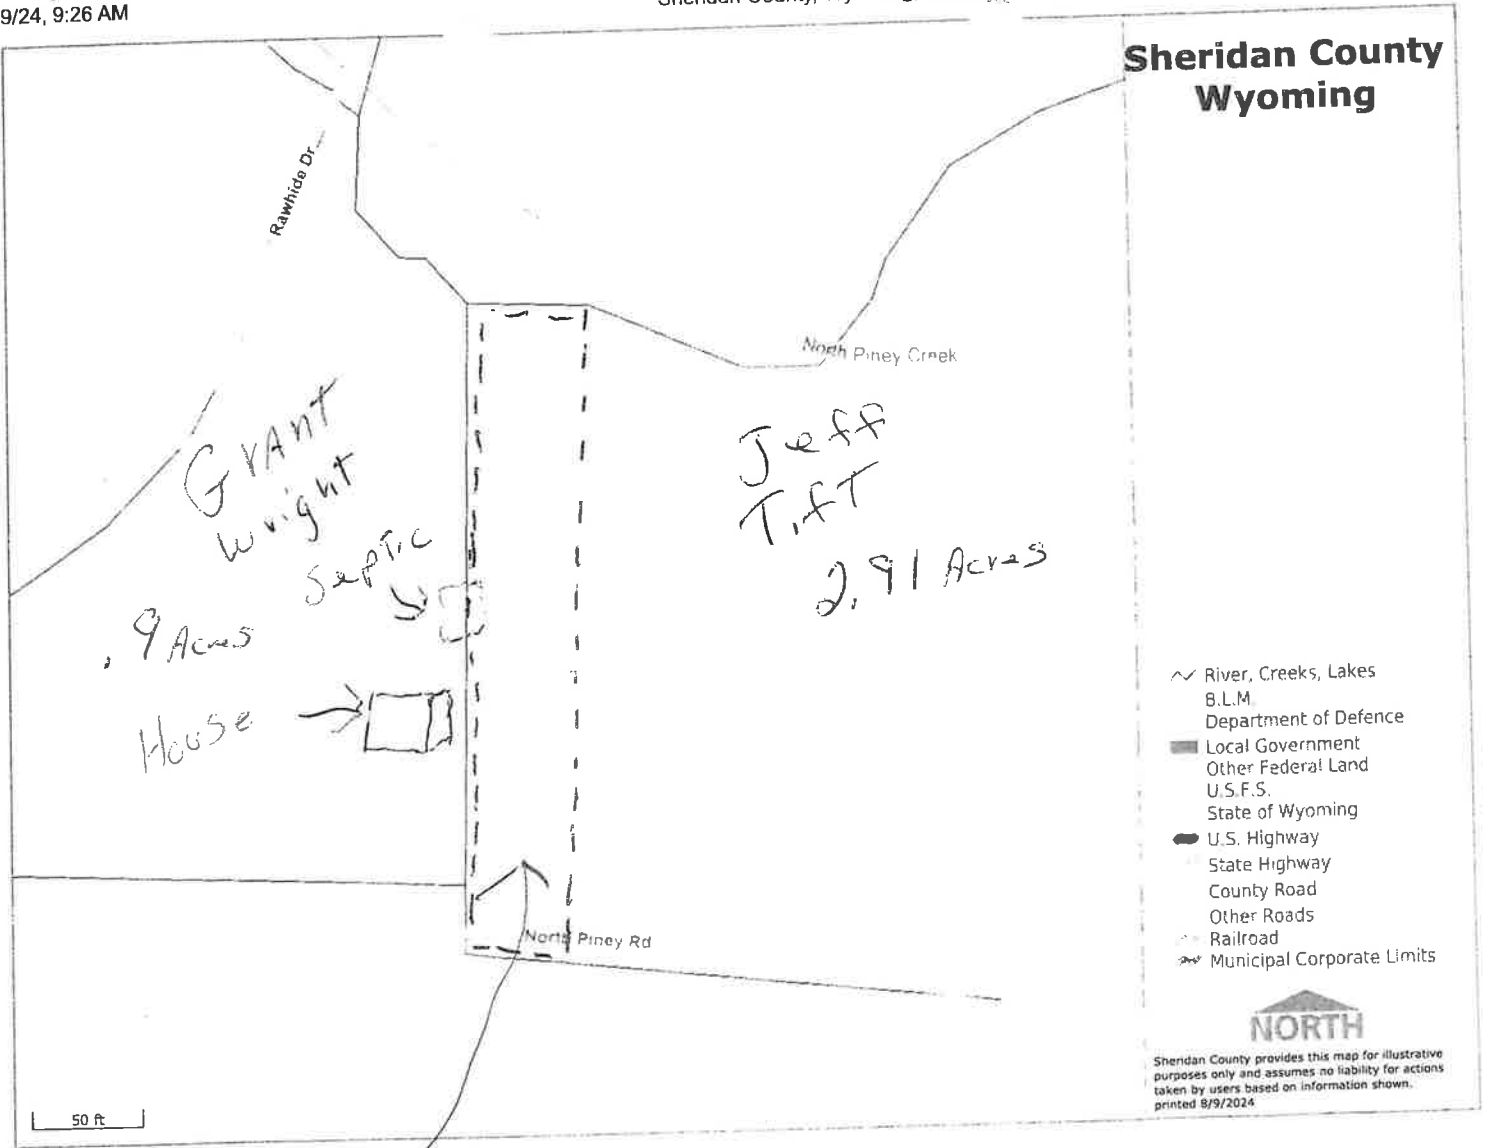 9/24, 9:26 AM
Sheridan County
Wyoming
Rawhide Dr
North Piney Creek
Grant
Wright
Jeff
Tift
Septic
2.91 Acres
.9 Acres
House
River, Creeks, Lakes
B.L.M.
Department of Defence
Local Government
Other Federal Land
U.S.F.S.
State of Wyoming
U.S. Highway
State Highway
County Road
Other Roads
Railroad
Municipal Corporate Limits
North Piney Rd
NORTH
Sheridan County provides this map for illustrative
purposes only and assumes no liability for actions
taken by users based on information shown.
printed 8/9/2024
50 ft